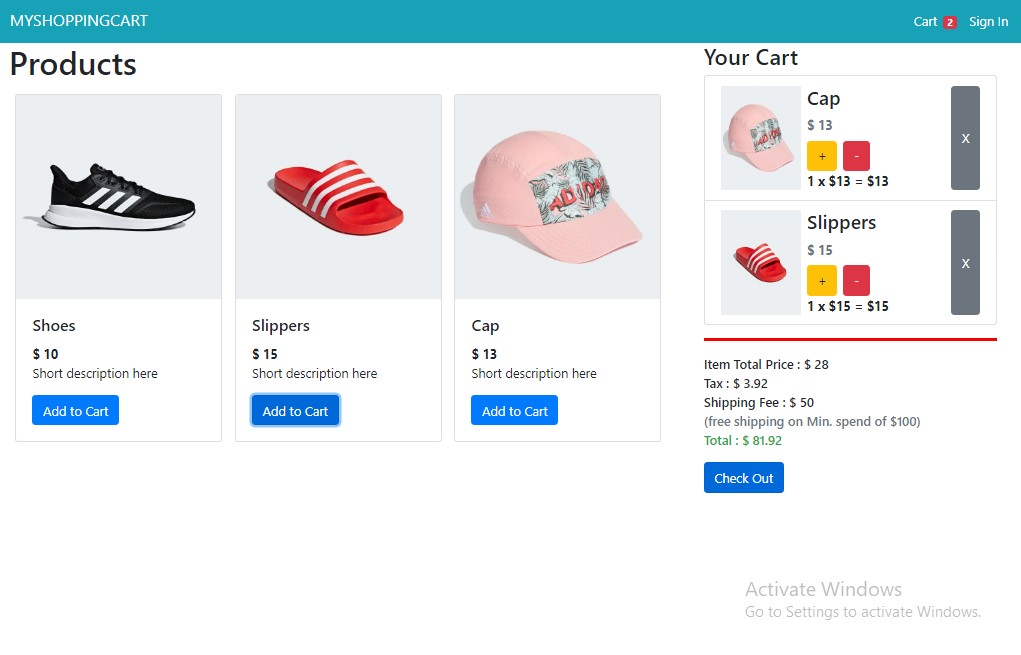 MYSHOPPINGCART
Cart 2 Sign In
Products
Shoes
$ 10
Short description here
Add to Cart
Slippers
$ 15
Short description here
Add to Cart
ADIDAS
adidas
Cap
$ 13
Short description here
Add to Cart
Your Cart
ADIDAS
Cap
$ 13
+ -
1 x $13 = $13
X
Slippers
$ 15
+ -
1 x $15 = $15
X
Item Total Price : $ 28
Tax : $ 3.92
Shipping Fee : $ 50
(free shipping on Min. spend of $100)
Total : $ 81.92
Check Out
Activate Windows
Go to Settings to activate Windows.